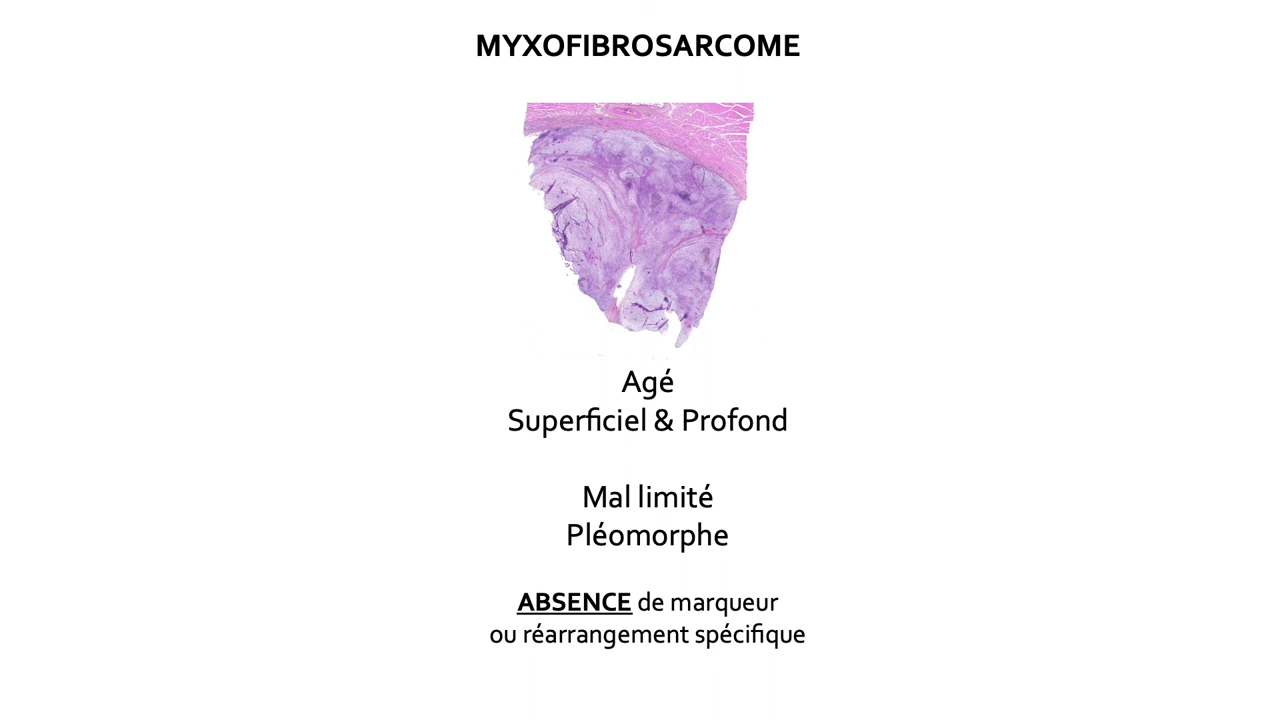 MYXOFIBROSARCOME
Agé
Superficiel & Profond
Mal limité
Pléomorphe
ABSENCE de marqueur
ou réarrangement spécifique